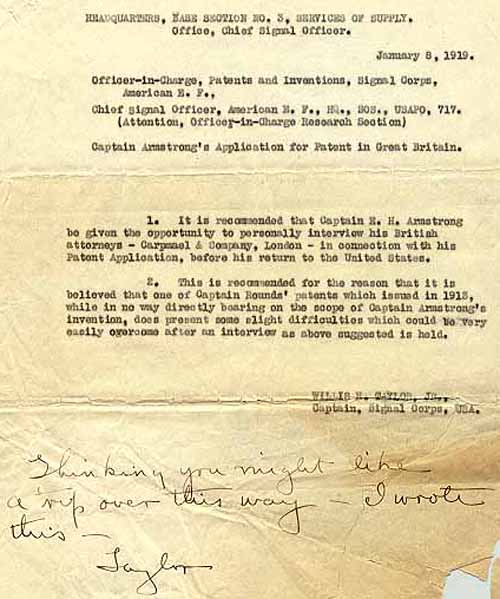 HEADQUARTERS, BASE SECTION NO. 3, SERVICES OF SUPPLY.
Office, Chief Signal Officer.
January 8, 1919.
Officer-in-Charge, Patents and Inventions, Signal Corps,
American E. F.,
Chief Signal Officer, American E. F., HQ., SOS., USAPO, 717.
(Attention, Officer-in-Charge Research Section)
Captain Armstrong's Application for Patent in Great Britain.
1. It is recommended that Captain E. H. Armstrong
be given the opportunity to personally interview his British
attorneys - Carpmael & Company, London - in connection with his
Patent Application, before his return to the United States.
2. This is recommended for the reason that it is
believed that one of Captain Rounds' patents which issued in 1913,
while in no way directly bearing on the scope of Captain Armstrong's
invention, does present some slight difficulties which could be very
easily overcome after an interview as above suggested is held.
WILLIS H. TAYLOR, JR.,
Captain, Signal Corps, USA.
Thinking you might like
a trip over this way - I wrote
this -
Taylor